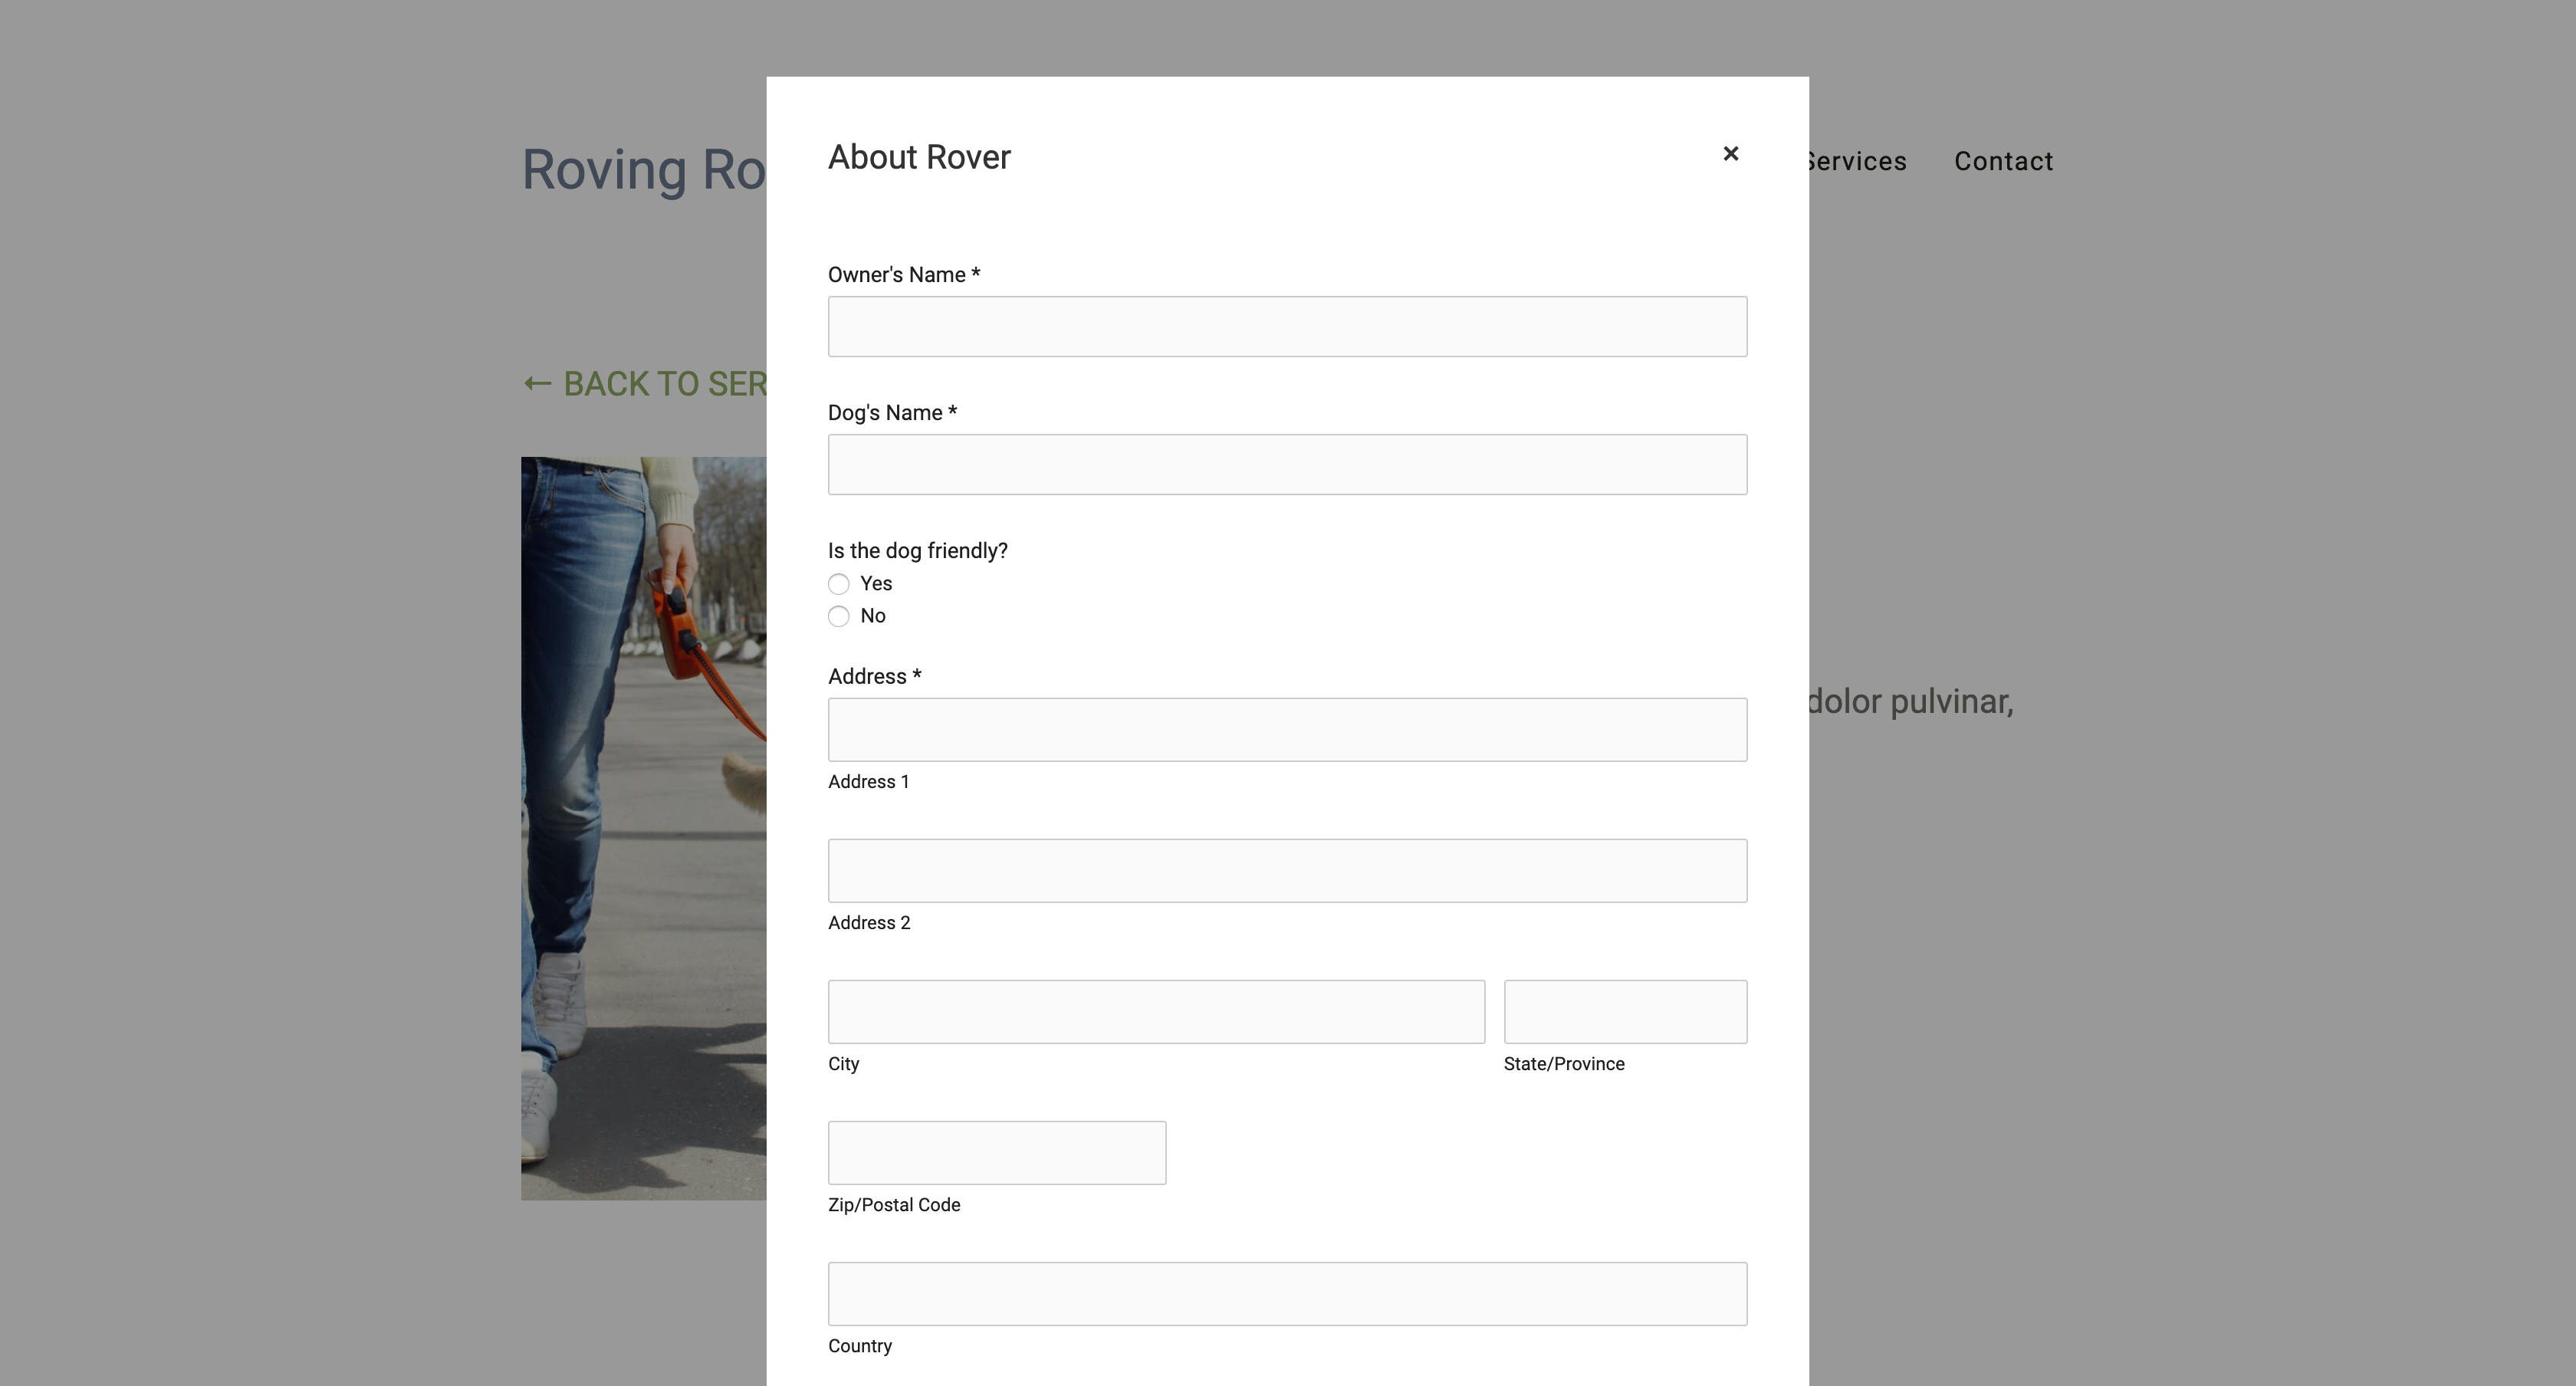 Roving Ro
Services
Contact
← BACK TO SER
About Rover
×
Owner's Name *
Dog's Name *
Is the dog friendly?
Yes
No
Address *
Address 1
Address 2
City
State/Province
Zip/Postal Code
Country
dolor pulvinar,